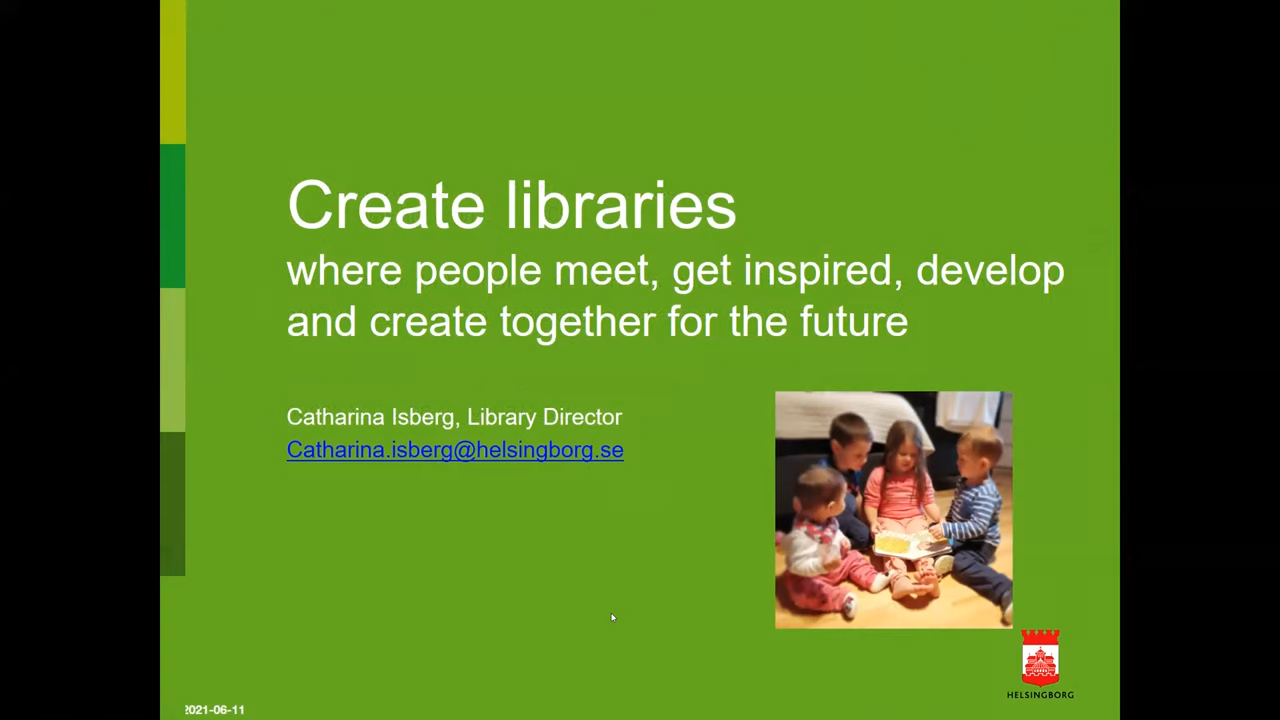 Create libraries
where people meet, get inspired, develop
and create together for the future
Catharina Isberg, Library Director
Catharina.isberg@helsingborg.se
HELSINGBORG
2021-06-11